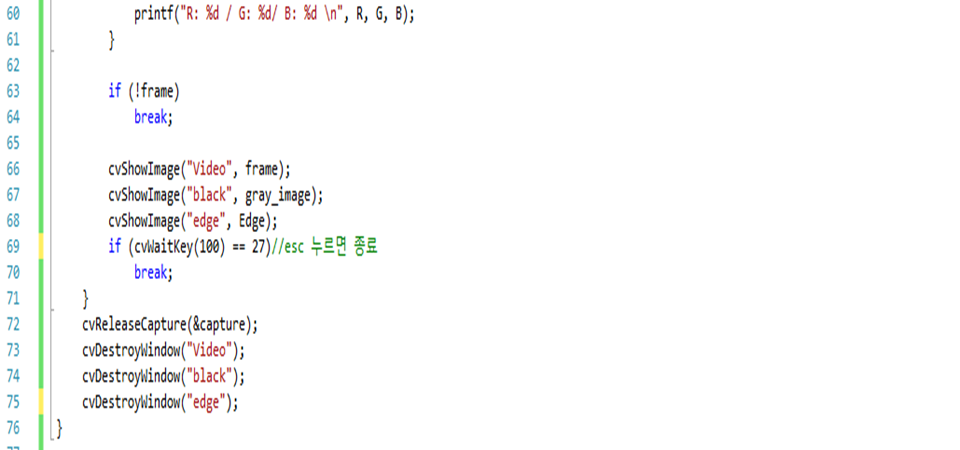 60 printf("R: %d / G: %d/ B: %d \n", R, G, B);
61 }
62
63 if (!frame)
64 break;
65
66 cvShowImage("Video", frame);
67 cvShowImage("black", gray_image);
68 cvShowImage("edge", Edge);
69 if (cvWaitKey(100) == 27)//esc 누르면 종료
70 break;
71 }
72 cvReleaseCapture(&capture);
73 cvDestroyWindow("Video");
74 cvDestroyWindow("black");
75 cvDestroyWindow("edge");
76 }